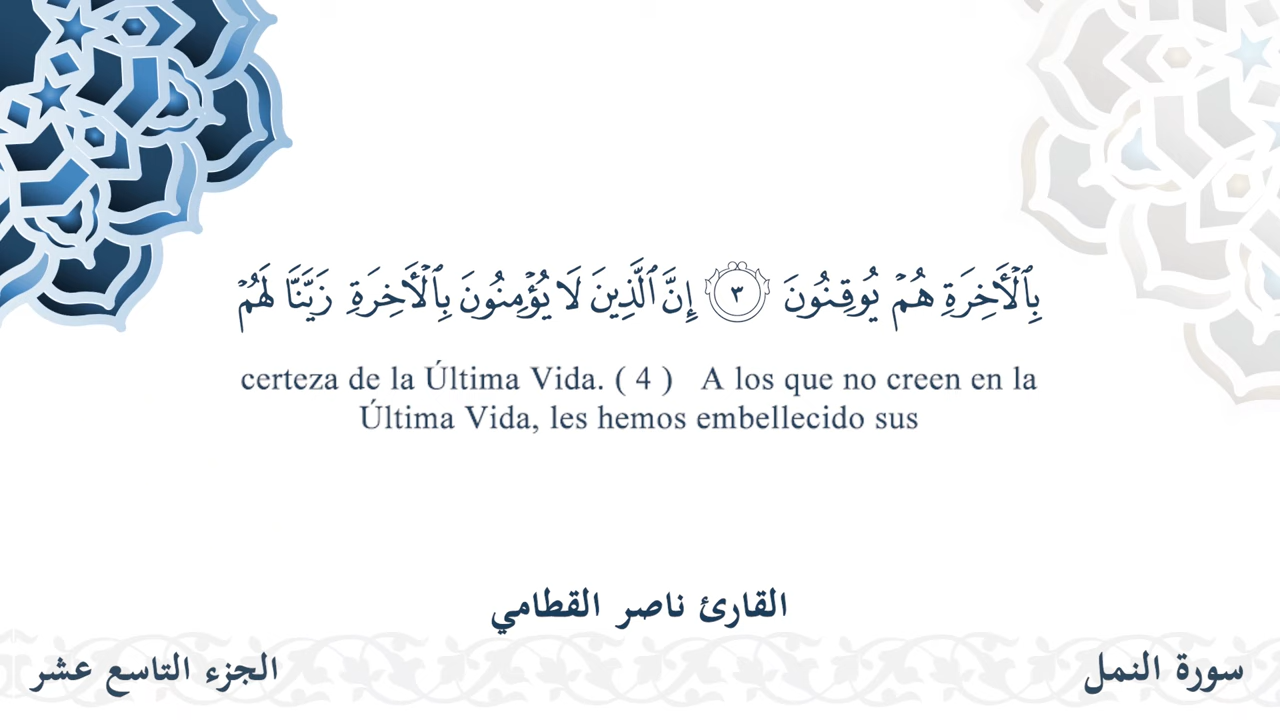 بِٱلْأَخِرَةِ هُمْ يُوقِنُونَ ٣ إِنَّ ٱلَّذِينَ لَا يُؤْمِنُونَ بِٱلْأَخِرَةِ زَيَّنَّا لَهُمْ
certeza de la Última Vida. ( 4 ) A los que no creen en la
Última Vida, les hemos embellecido sus
القارئ ناصر القطامي
سورة النمل
الجزء التاسع عشر